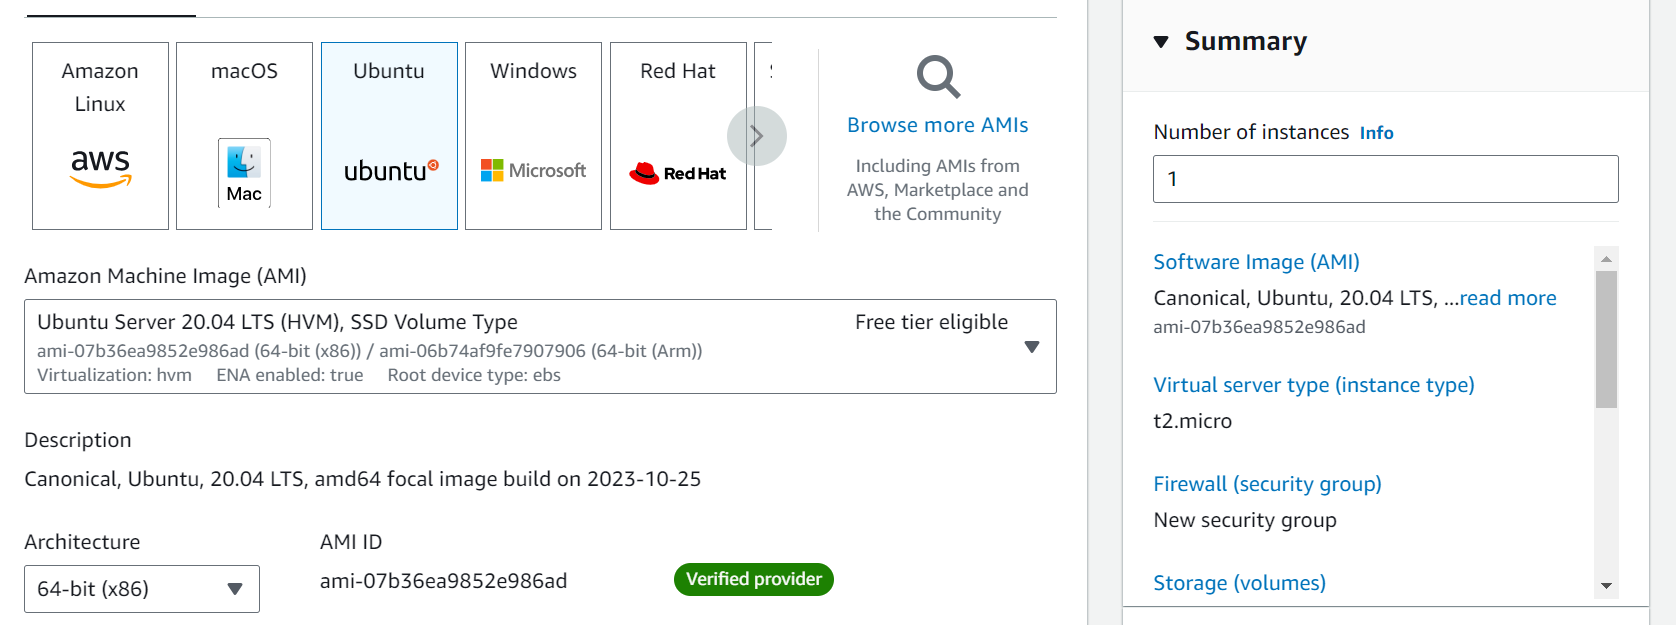 Amazon
Linux
aws
macOS
Mac
Ubuntu
ubuntu
Windows
Microsoft
Red Hat
Red Hat
Browse more AMIs
Including AMIs from
AWS, Marketplace and
the Community
Amazon Machine Image (AMI)
Ubuntu Server 20.04 LTS (HVM), SSD Volume Type
Free tier eligible
ami-07b36ea9852e986ad (64-bit (x86)) / ami-06b74af9fe7907906 (64-bit (Arm))
Virtualization: hvm ENA enabled: true Root device type: ebs
Description
Canonical, Ubuntu, 20.04 LTS, amd64 focal image build on 2023-10-25
Architecture
64-bit (x86)
AMI ID
ami-07b36ea9852e986ad
Verified provider
Summary
Number of instances Info
1
Software Image (AMI)
Canonical, Ubuntu, 20.04 LTS, ...read more
ami-07b36ea9852e986ad
Virtual server type (instance type)
t2.micro
Firewall (security group)
New security group
Storage (volumes)